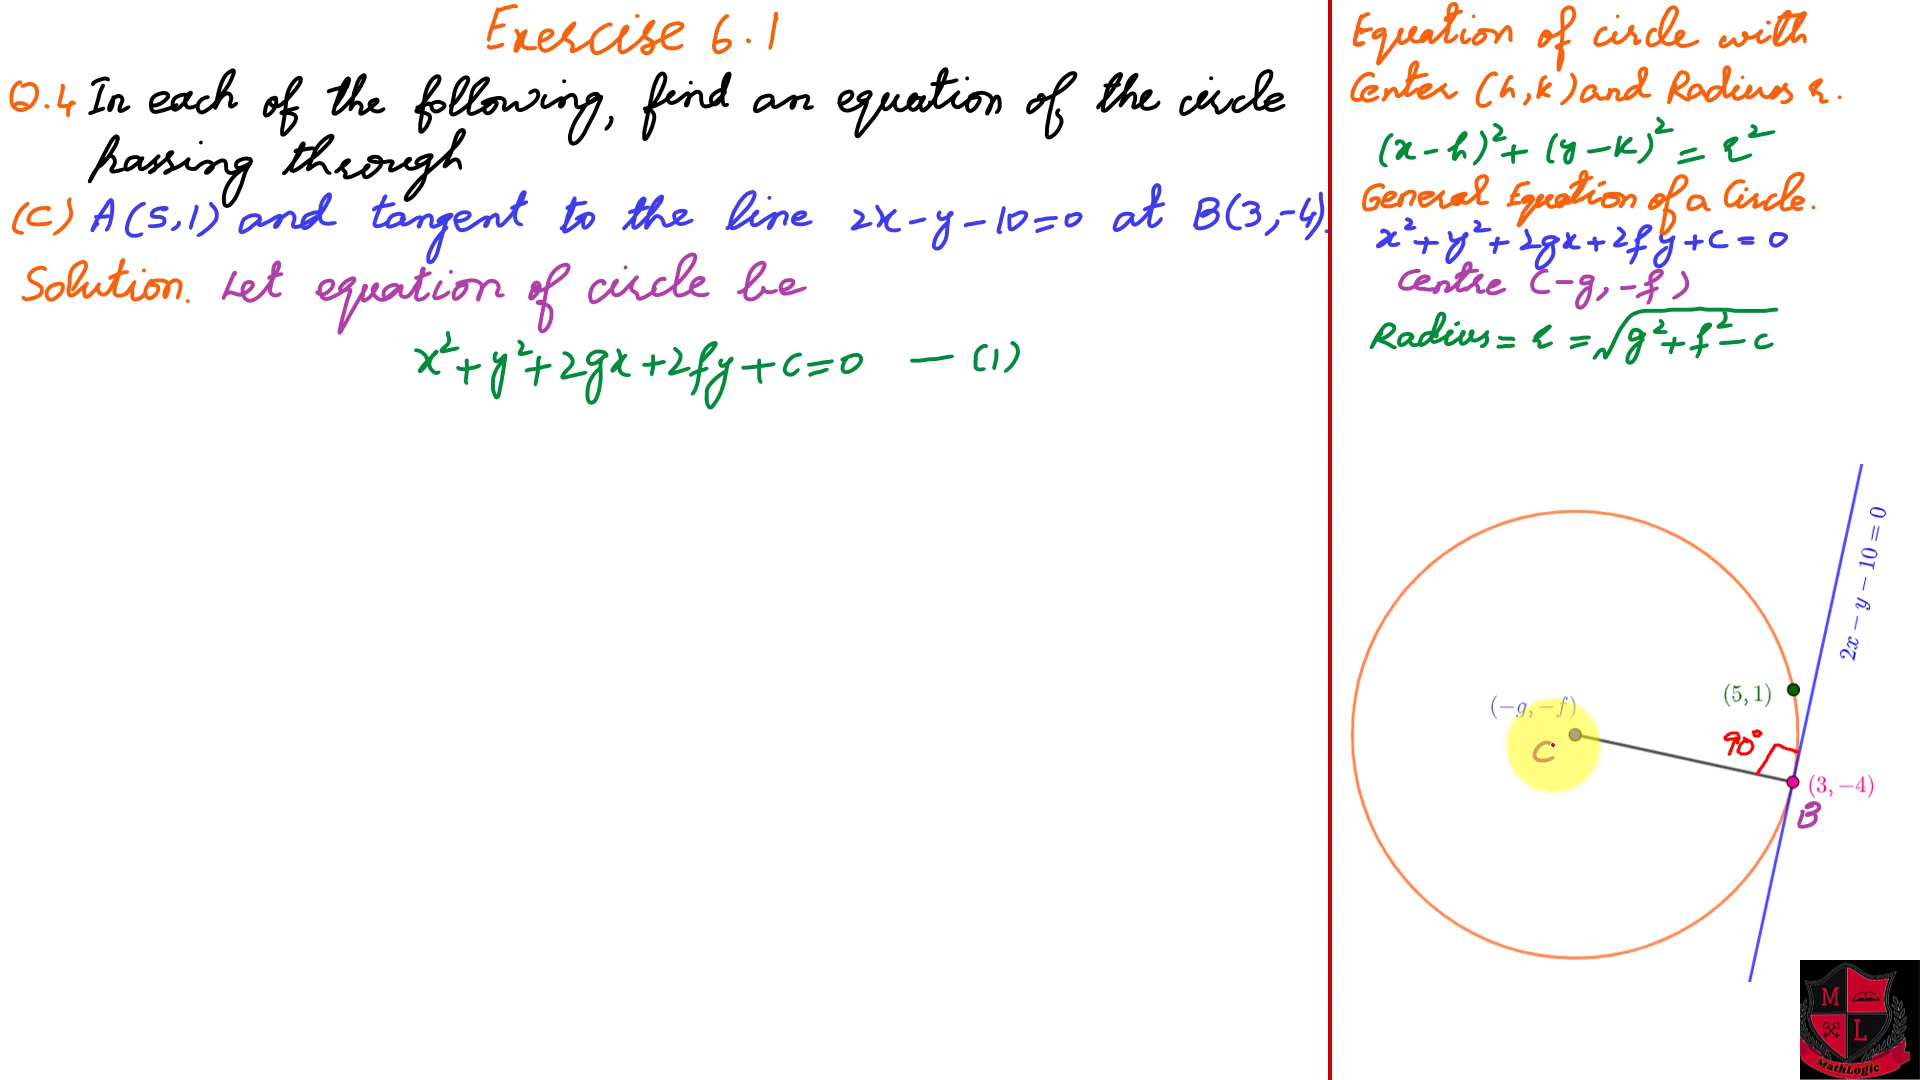 Exercise 6.1
Q.4 In each of the following, find an equation of the circle
passing through
(C) A(5,1) and tangent to the line 2x-y-10=0 at B(3,-4).
Solution. Let equation of circle be
x²+y²+2gx+2fy+c=0 — (1)
Equation of circle with
Center (h,k) and Radius r.
(x-h)²+(y-k)²=r²
General Equation of a Circle.
x²+y²+2gx+2fy+c=0
Centre (-g,-f)
Radius=r=√g²+f²-c
2x − y − 10 = 0
(5, 1)
(−g, −f)
90°
C
(3, −4)
B
M
L
MathLogic